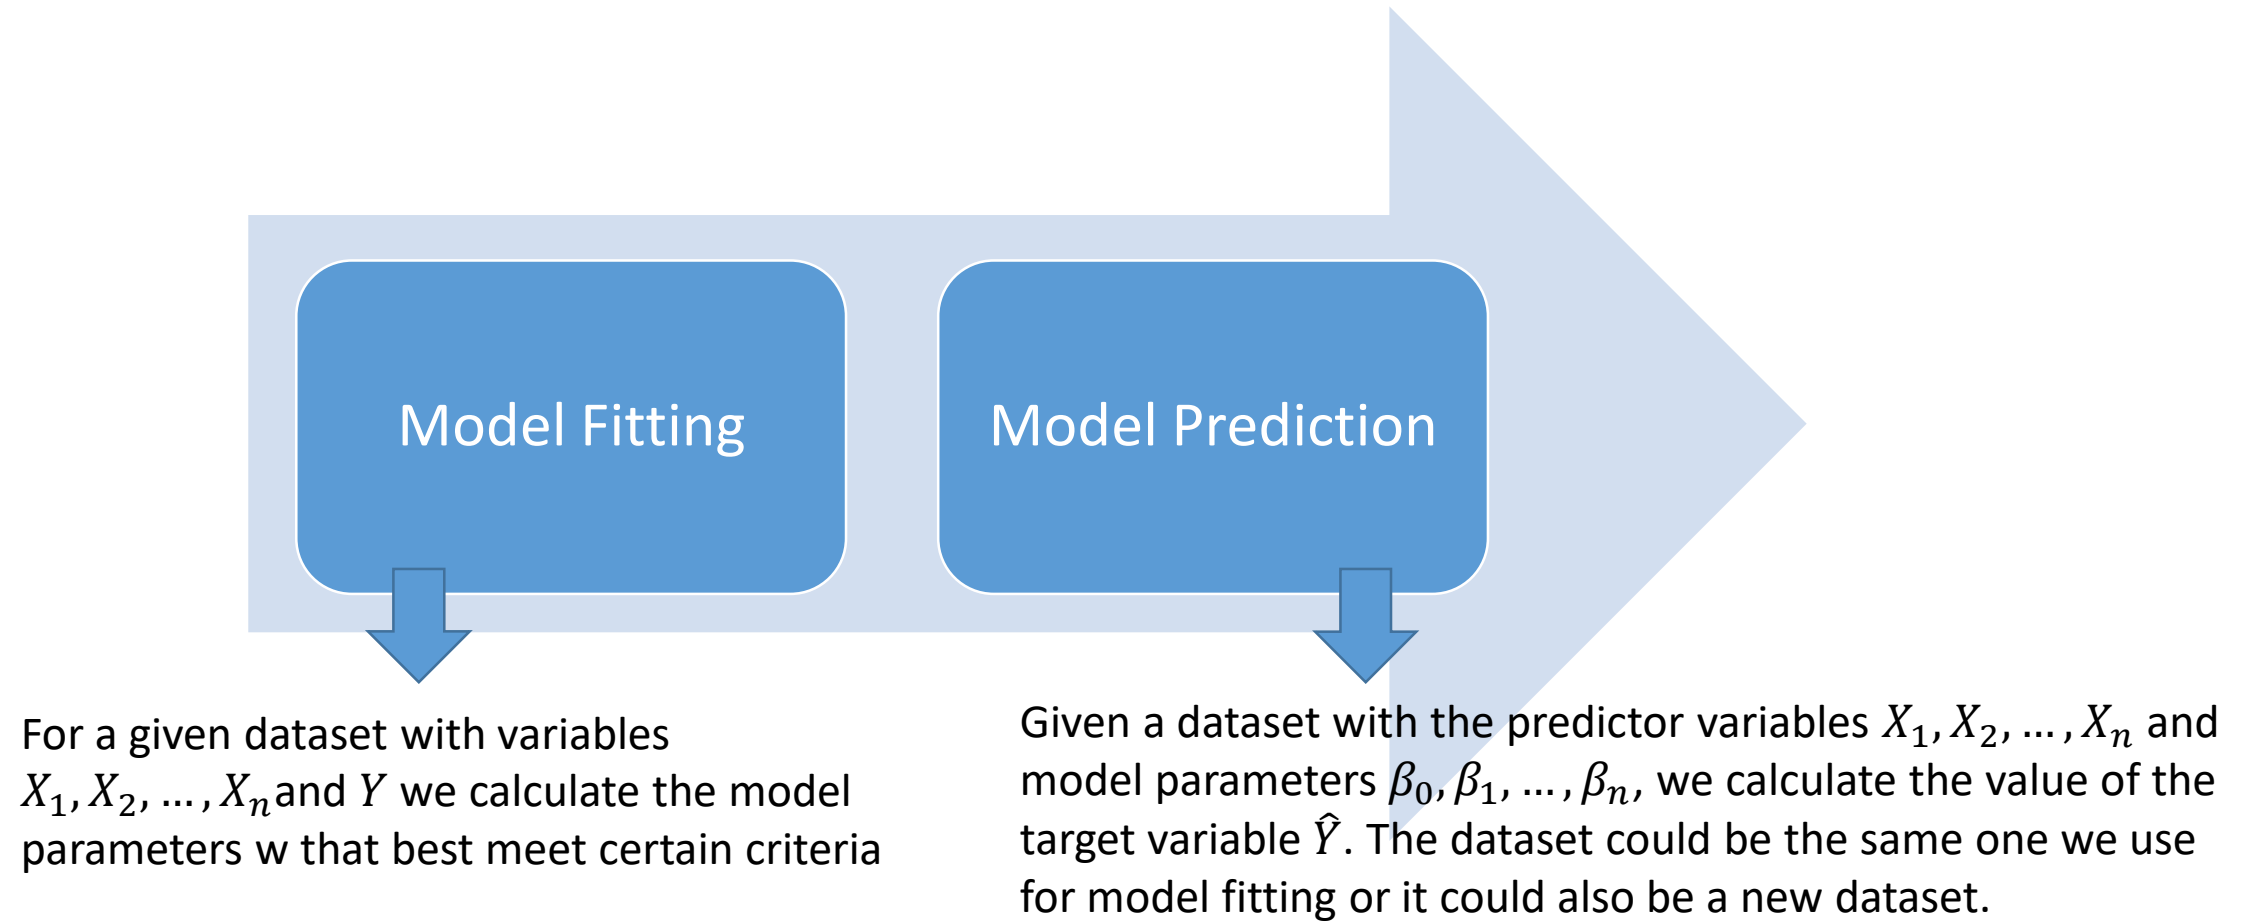 Model Fitting
Model Prediction
For a given dataset with variables
X₁, X₂, … , Xₙand Y we calculate the model
parameters w that best meet certain criteria
Given a dataset with the predictor variables X₁, X₂, … , Xₙ and
model parameters β₀, β₁, … , βₙ, we calculate the value of the
target variable Ŷ. The dataset could be the same one we use
for model fitting or it could also be a new dataset.